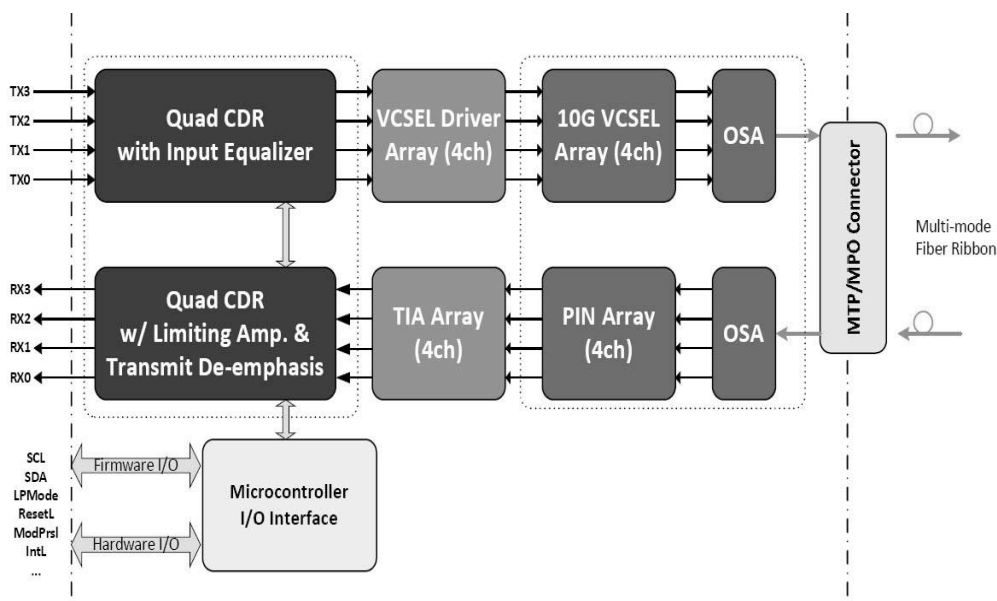 TX3
TX2
TX1
TX0
Quad CDR
with Input Equalizer
VCSEL Driver
Array (4ch)
10G VCSEL
Array (4ch)
OSA
MTP/MPO Connector
Multi-mode
Fiber Ribbon
RX3
RX2
RX1
RX0
Quad CDR
w/ Limiting Amp. &
Transmit De-emphasis
TIA Array
(4ch)
PIN Array
(4ch)
OSA
SCL
SDA
LPMode
ResetL
ModPrsl
IntL
...
Firmware I/O
Hardware I/O
Microcontroller
I/O Interface